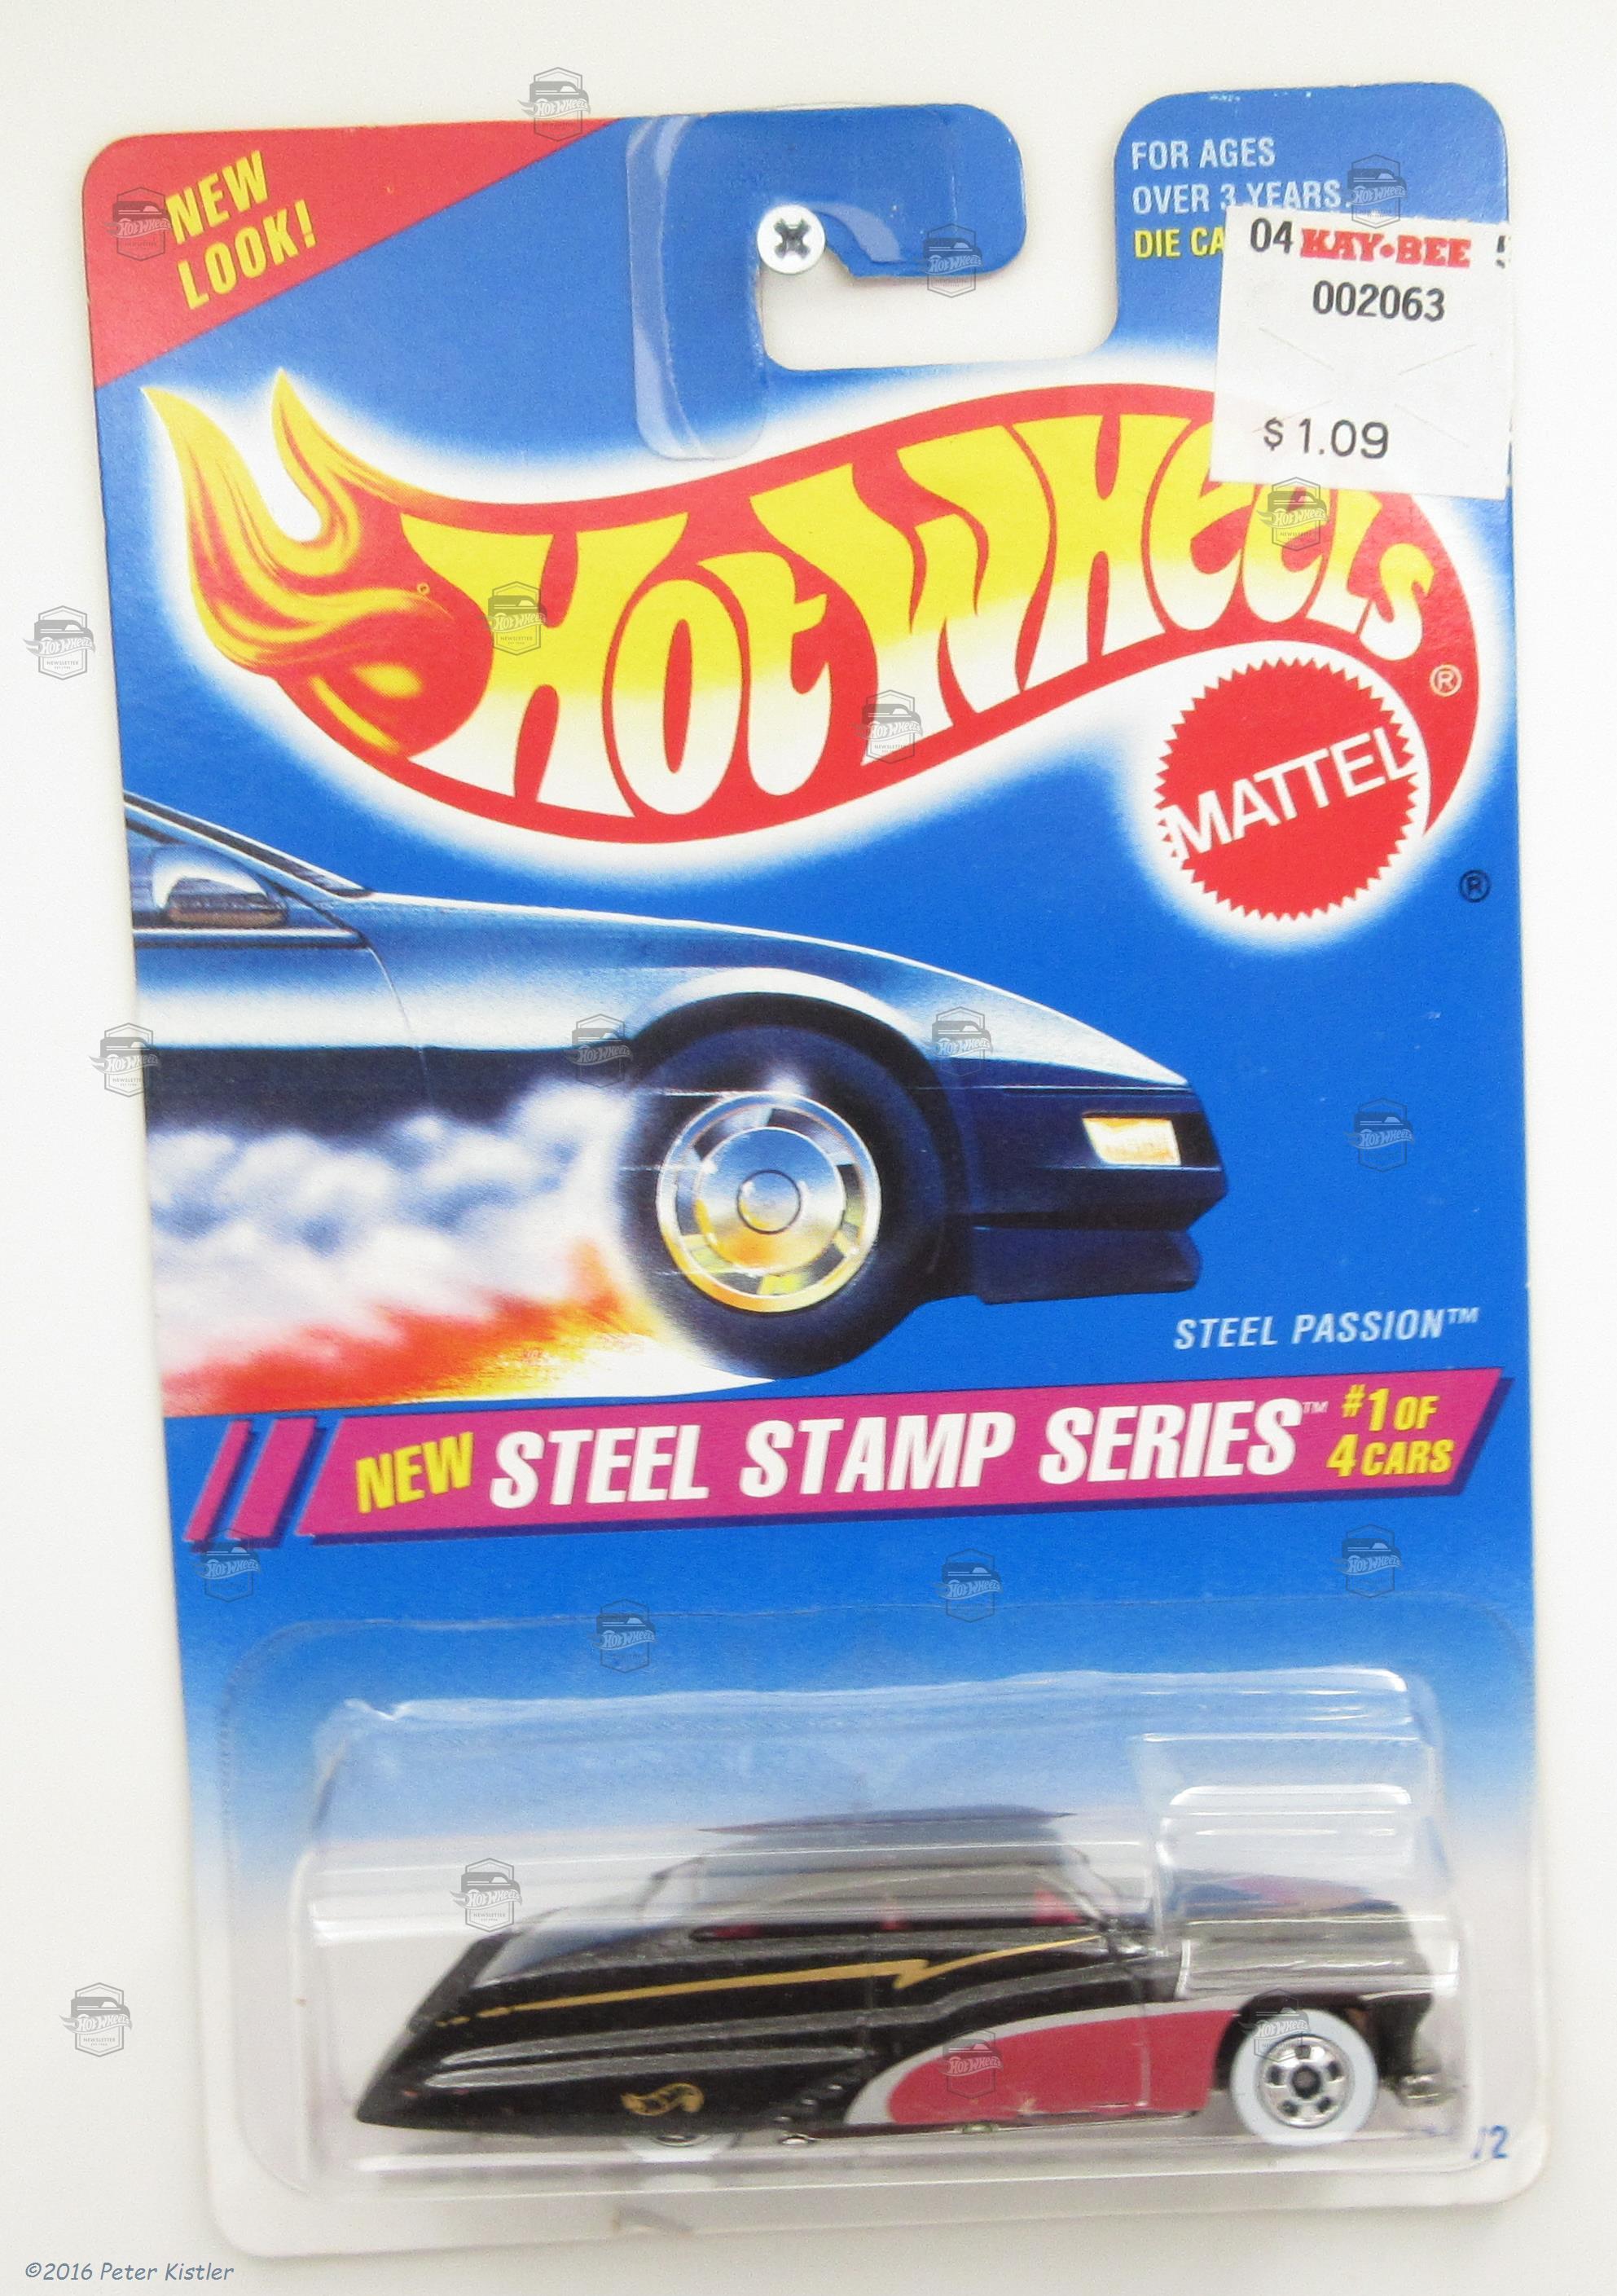 NEW
LOOK!
FOR AGES
OVER 3 YEARS.
DIE CA
04 KAY•BEE
002063
$1.09
HOT WHEELS ®
MATTEL
®
STEEL PASSION™
NEW STEEL STAMP SERIES™ #1 OF
4 CARS
©2016 Peter Kistler